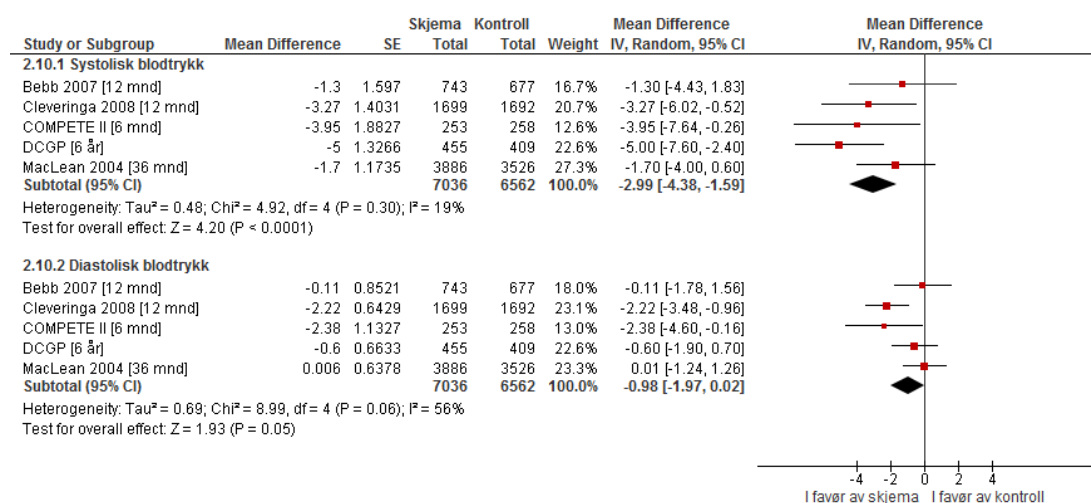 Skjema Kontroll Mean Difference Mean Difference
Study or Subgroup Mean Difference SE Total Total Weight IV, Random, 95% CI IV, Random, 95% CI
2.10.1 Systolisk blodtrykk
Bebb 2007 [12 mnd] -1.3 1.597 743 677 16.7% -1.30 [-4.43, 1.83]
Cleveringa 2008 [12 mnd] -3.27 1.4031 1699 1692 20.7% -3.27 [-6.02, -0.52]
COMPETE II [6 mnd] -3.95 1.8827 253 258 12.6% -3.95 [-7.64, -0.26]
DCGP [6 år] -5 1.3266 455 409 22.6% -5.00 [-7.60, -2.40]
MacLean 2004 [36 mnd] -1.7 1.1735 3886 3526 27.3% -1.70 [-4.00, 0.60]
Subtotal (95% CI) 7036 6562 100.0% -2.99 [-4.38, -1.59]
Heterogeneity: Tau² = 0.48; Chi² = 4.92, df = 4 (P = 0.30); I² = 19%
Test for overall effect: Z = 4.20 (P < 0.0001)
2.10.2 Diastolisk blodtrykk
Bebb 2007 [12 mnd] -0.11 0.8521 743 677 18.0% -0.11 [-1.78, 1.56]
Cleveringa 2008 [12 mnd] -2.22 0.6429 1699 1692 23.1% -2.22 [-3.48, -0.96]
COMPETE II [6 mnd] -2.38 1.1327 253 258 13.0% -2.38 [-4.60, -0.16]
DCGP [6 år] -0.6 0.6633 455 409 22.6% -0.60 [-1.90, 0.70]
MacLean 2004 [36 mnd] 0.006 0.6378 3886 3526 23.3% 0.01 [-1.24, 1.26]
Subtotal (95% CI) 7036 6562 100.0% -0.98 [-1.97, 0.02]
Heterogeneity: Tau² = 0.69; Chi² = 8.99, df = 4 (P = 0.06); I² = 56%
Test for overall effect: Z = 1.93 (P = 0.05)
-4 -2 0 2 4
I favør av skjema I favør av kontroll